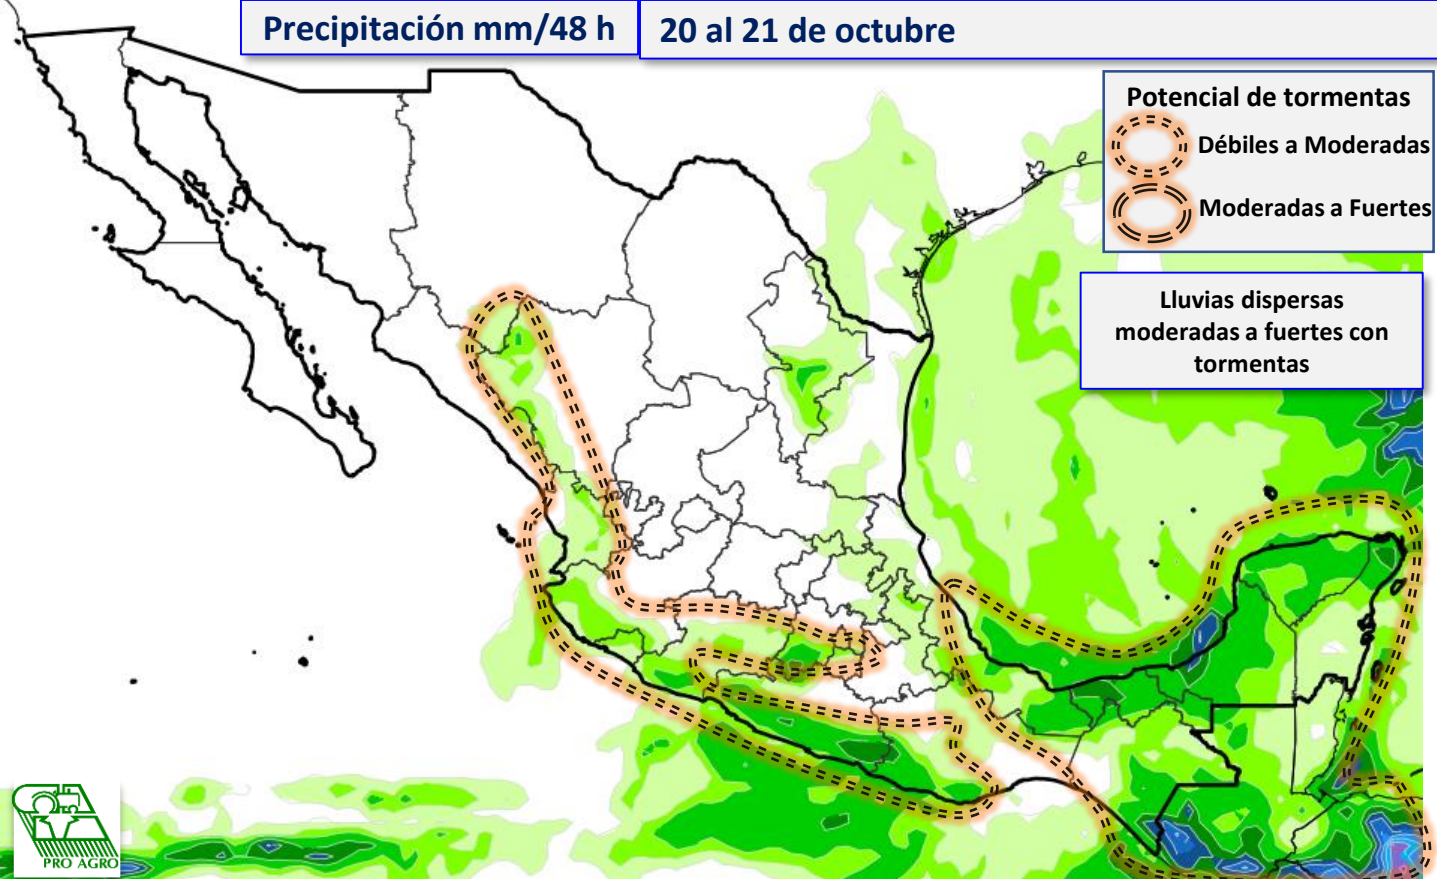 Precipitación mm/48 h
20 al 21 de octubre
Potencial de tormentas
Débiles a Moderadas
Moderadas a Fuertes
Lluvias dispersas
moderadas a fuertes con
tormentas
PRO AGRO